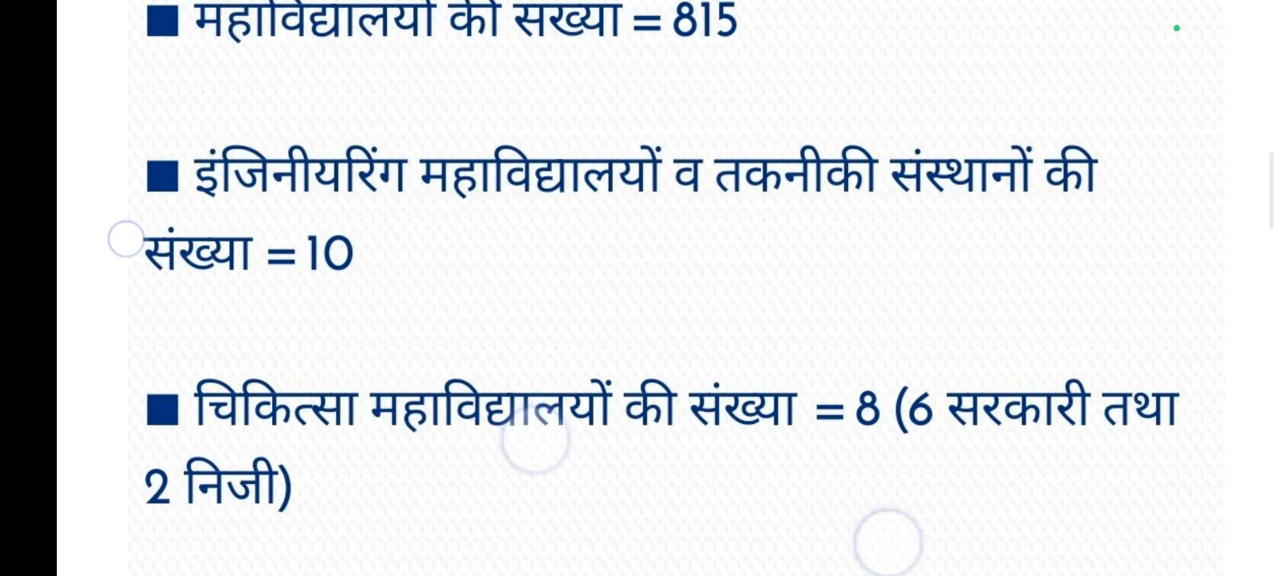 ■ महाविद्यालयों की संख्या = 815
■ इंजिनीयरिंग महाविद्यालयों व तकनीकी संस्थानों की
संख्या = 10
■ चिकित्सा महाविद्यालयों की संख्या = 8 (6 सरकारी तथा
2 निजी)